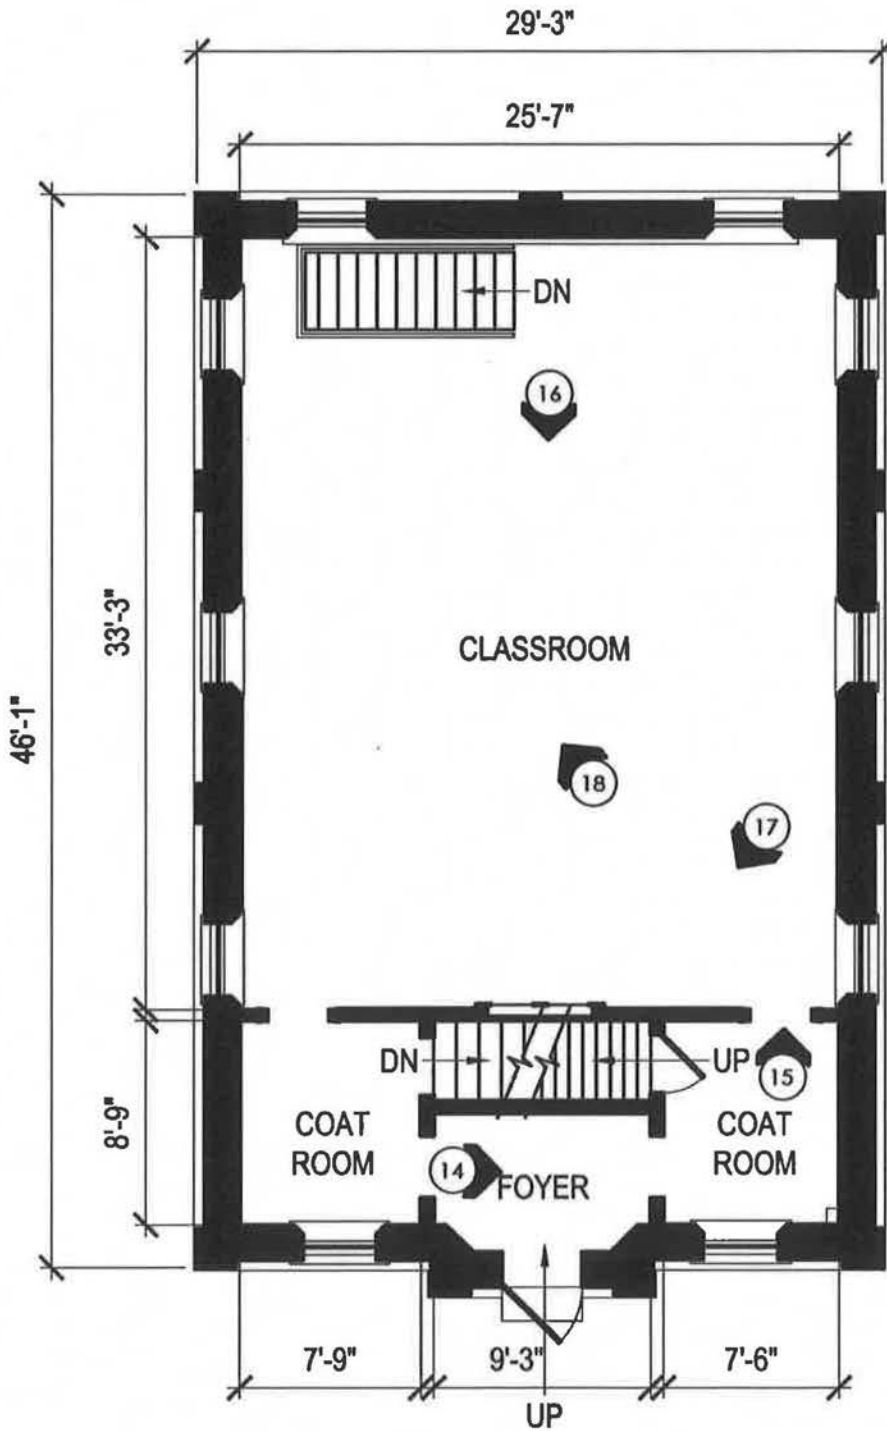 29'-3"
25'-7"
DN
16
33'-3"
CLASSROOM
46'-1"
18
17
DN
UP
15
8'-9"
COAT
ROOM
COAT
ROOM
14
FOYER
7'-9"
9'-3"
7'-6"
UP